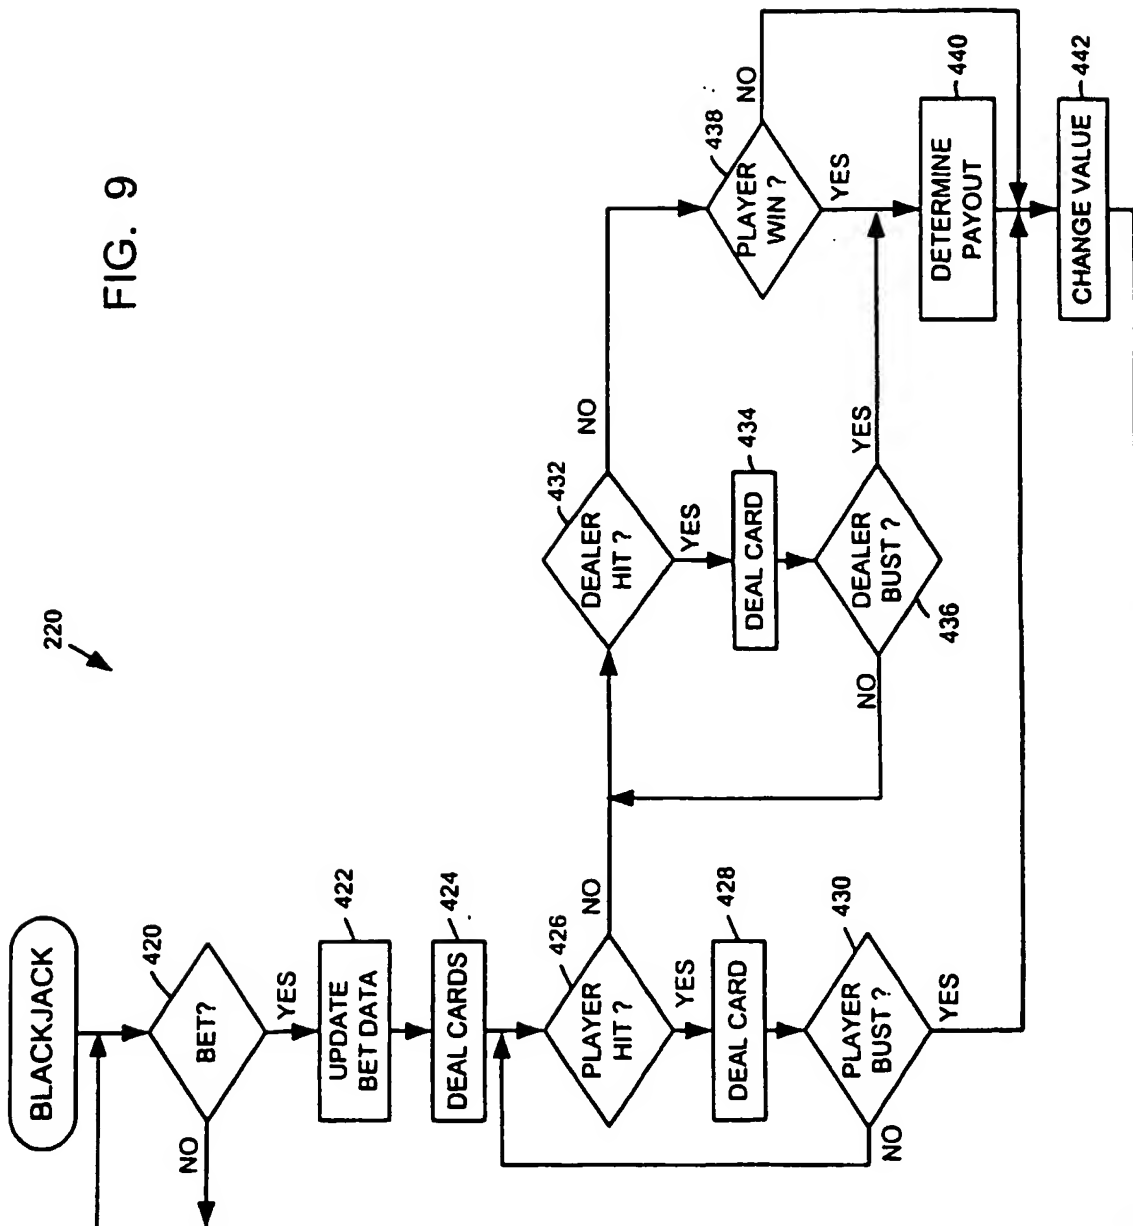 FIG. 9
220
BLACKJACK
420
BET?
NO
YES
422
UPDATE
BET DATA
424
DEAL CARDS
426
PLAYER
HIT ?
NO
YES
428
DEAL CARD
430
PLAYER
BUST ?
NO
YES
432
DEALER
HIT ?
NO
YES
434
DEAL CARD
436
DEALER
BUST ?
NO
YES
438
PLAYER
WIN ?
NO
YES
440
DETERMINE
PAYOUT
442
CHANGE VALUE